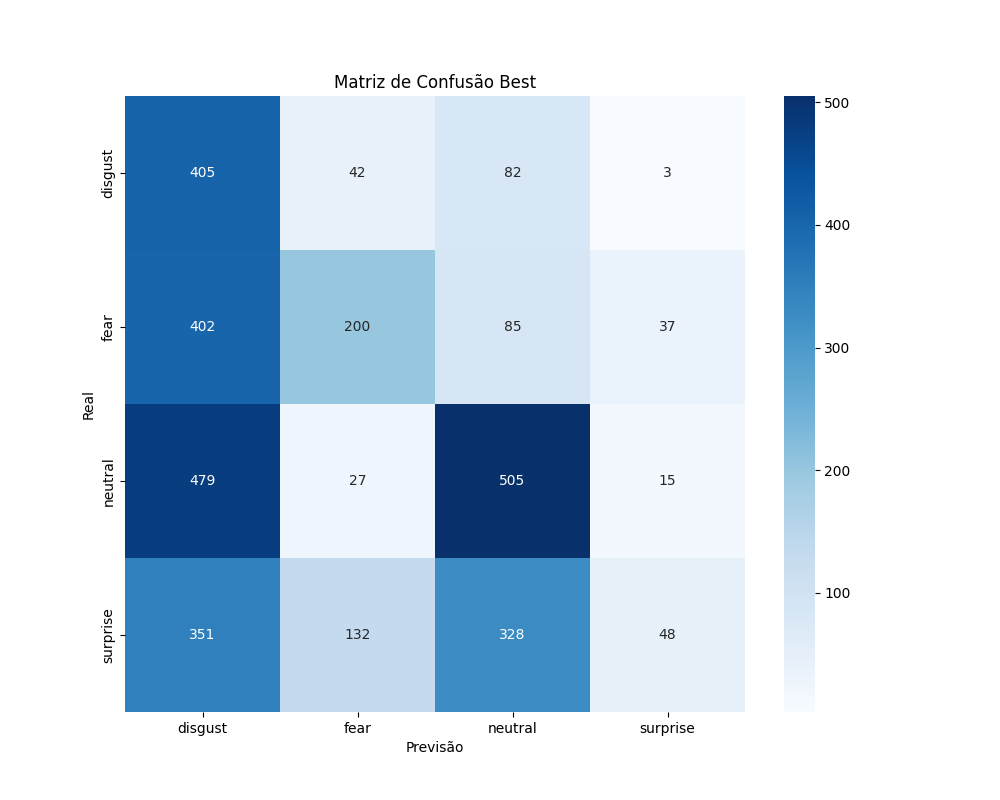 Matriz de Confusão Best
500
disgust
405
42
82
3
400
fear
402
200
85
37
300
Real
200
neutral
479
27
505
15
100
surprise
351
132
328
48
disgust
fear
neutral
surprise
Previsão